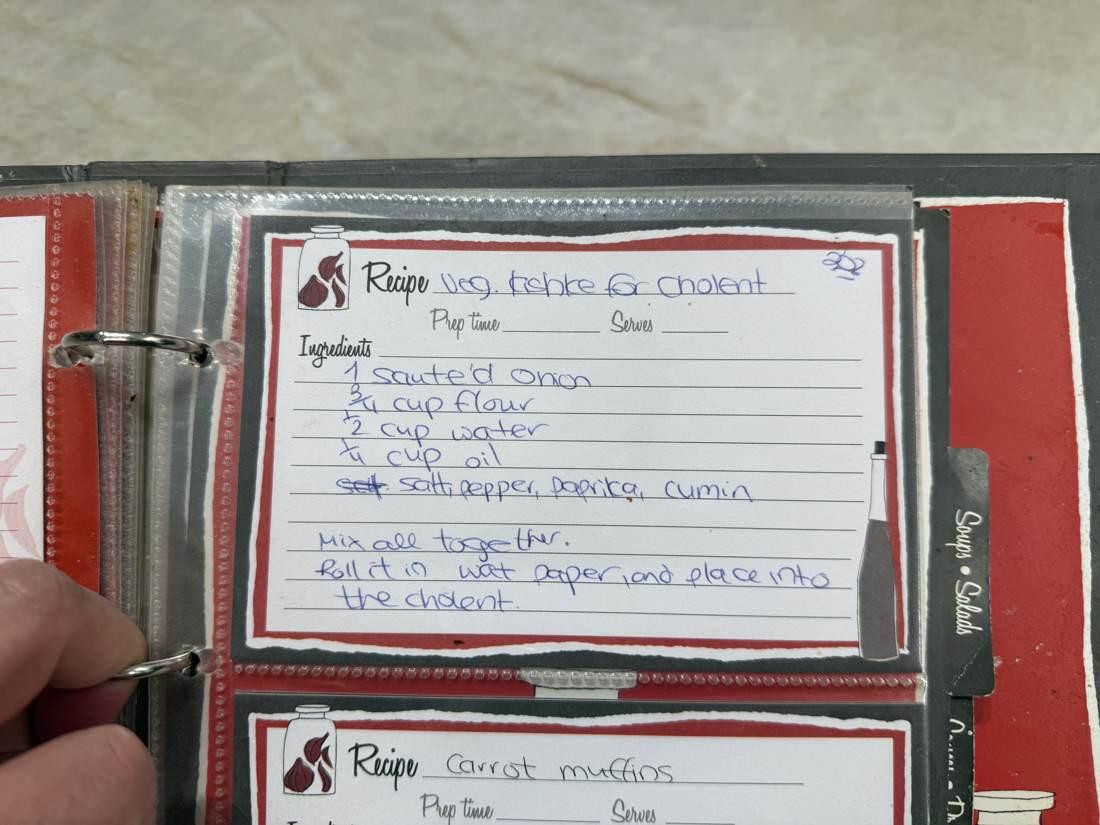 Recipe Veg. kishke for cholent
Prep time Serves
Ingredients
1 saute'd onion
3/4 cup flour
1/2 cup water
1/4 cup oil
salt, pepper, paprika, cumin
Mix all together.
Roll it in wet paper, and place into
the cholent.
Soups • Salads
Recipe Carrot muffins
Prep time Serves